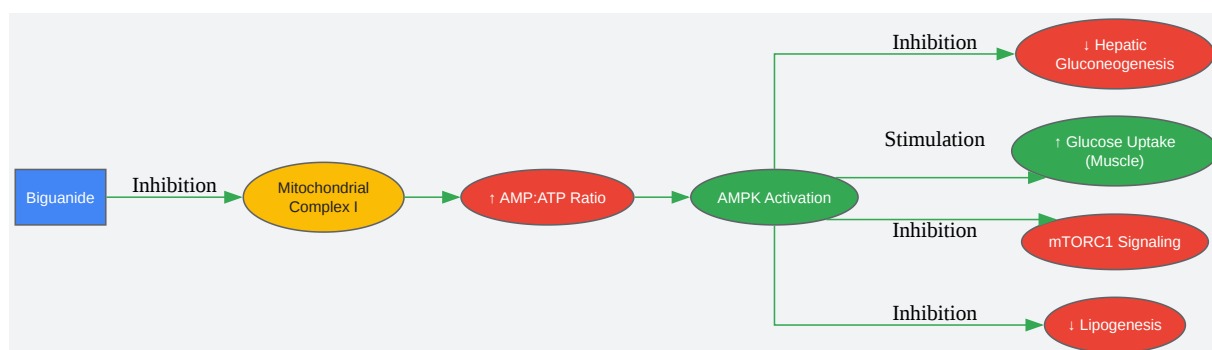 Biguanide
Inhibition
Mitochondrial
Complex I
↑ AMP:ATP Ratio
AMPK Activation
Inhibition
↓ Hepatic
Gluconeogenesis
Stimulation
↑ Glucose Uptake
(Muscle)
Inhibition
mTORC1 Signaling
Inhibition
↓ Lipogenesis